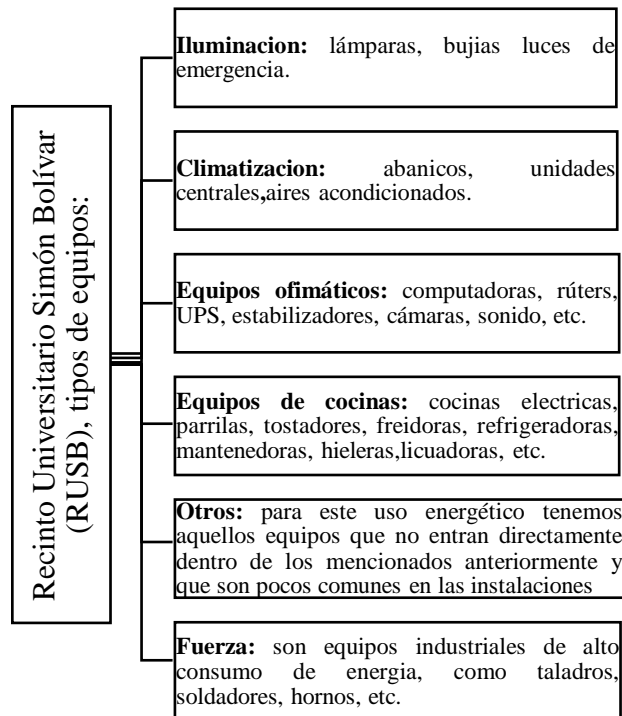 Recinto Universitario Simón Bolívar
(RUSB), tipos de equipos:
Iluminacion: lámparas, bujias luces de
emergencia.
Climatizacion: abanicos, unidades
centrales,aires acondicionados.
Equipos ofimáticos: computadoras, rúters,
UPS, estabilizadores, cámaras, sonido, etc.
Equipos de cocinas: cocinas electricas,
parrilas, tostadores, freidoras, refrigeradoras,
mantenedoras, hieleras,licuadoras, etc.
Otros: para este uso energético tenemos
aquellos equipos que no entran directamente
dentro de los mencionados anteriormente y
que son pocos comunes en las instalaciones
Fuerza: son equipos industriales de alto
consumo de energia, como taladros,
soldadores, hornos, etc.